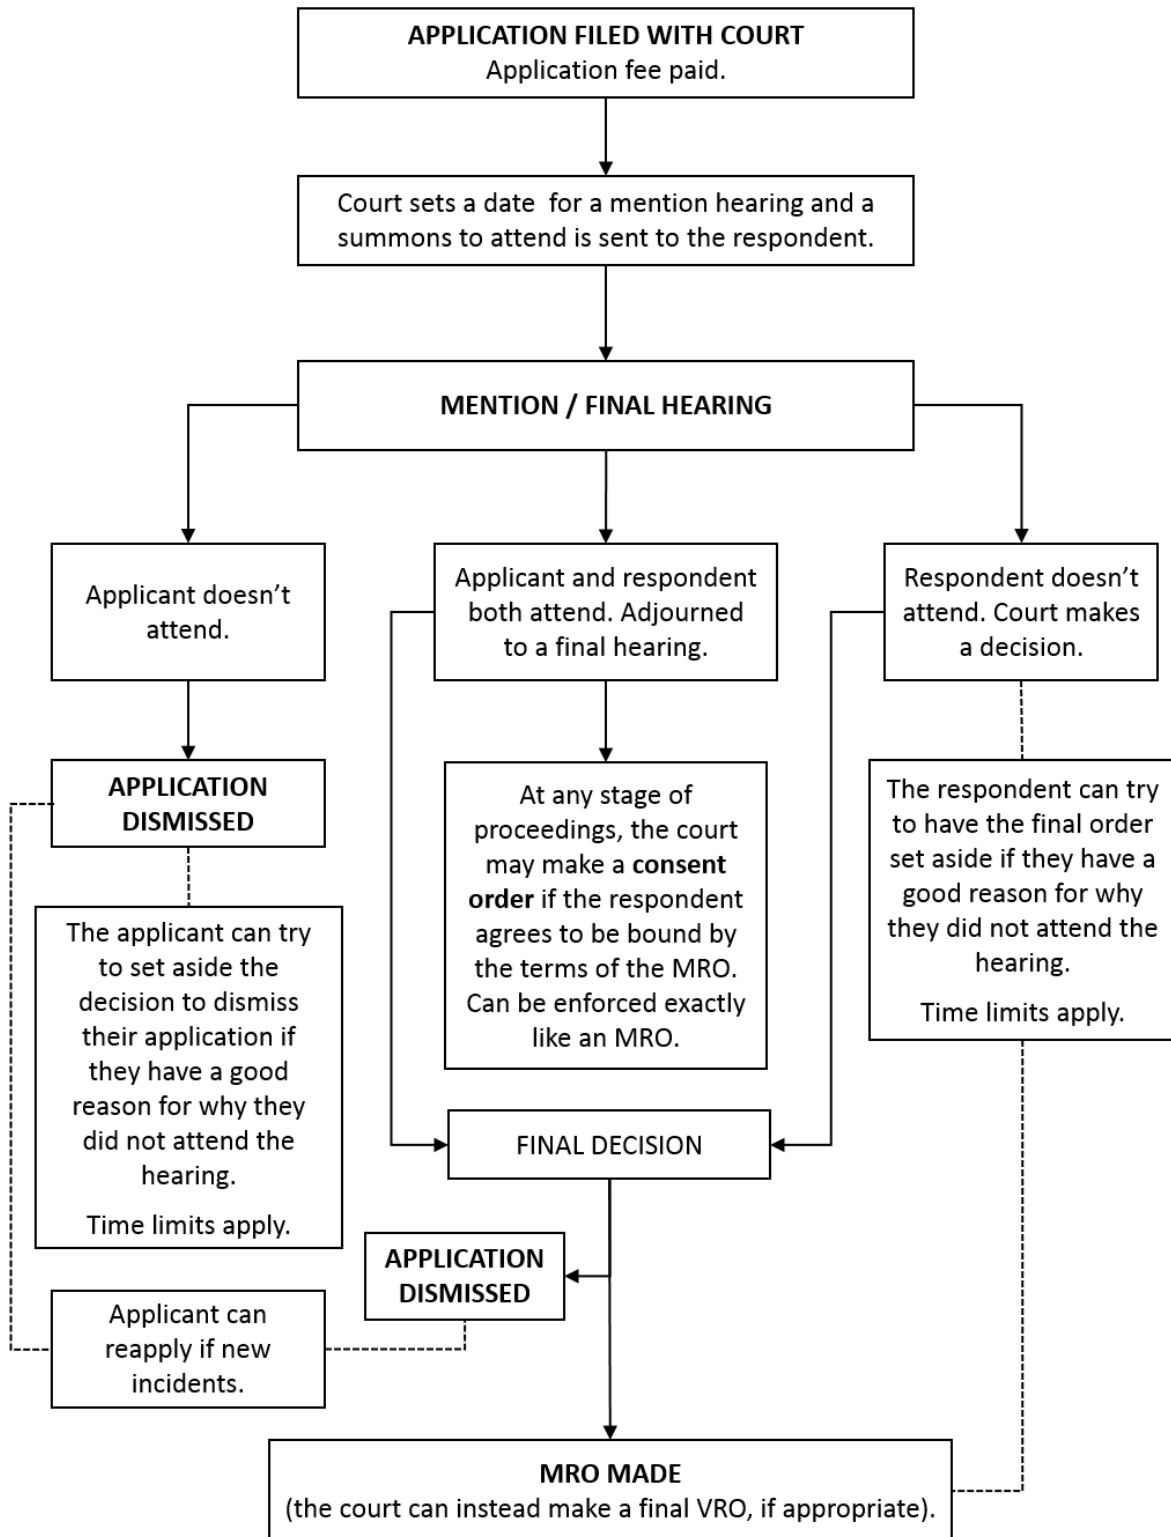 APPLICATION FILED WITH COURT
Application fee paid.
Court sets a date for a mention hearing and a
summons to attend is sent to the respondent.
MENTION / FINAL HEARING
Applicant doesn’t
attend.
Applicant and respondent
both attend. Adjourned
to a final hearing.
Respondent doesn’t
attend. Court makes
a decision.
APPLICATION
DISMISSED
At any stage of
proceedings, the court
may make a consent
order if the respondent
agrees to be bound by
the terms of the MRO.
Can be enforced exactly
like an MRO.
The respondent can try
to have the final order
set aside if they have a
good reason for why
they did not attend the
hearing.
Time limits apply.
The applicant can try
to set aside the
decision to dismiss
their application if
they have a good
reason for why they
did not attend the
hearing.
Time limits apply.
FINAL DECISION
APPLICATION
DISMISSED
Applicant can
reapply if new
incidents.
MRO MADE
(the court can instead make a final VRO, if appropriate).